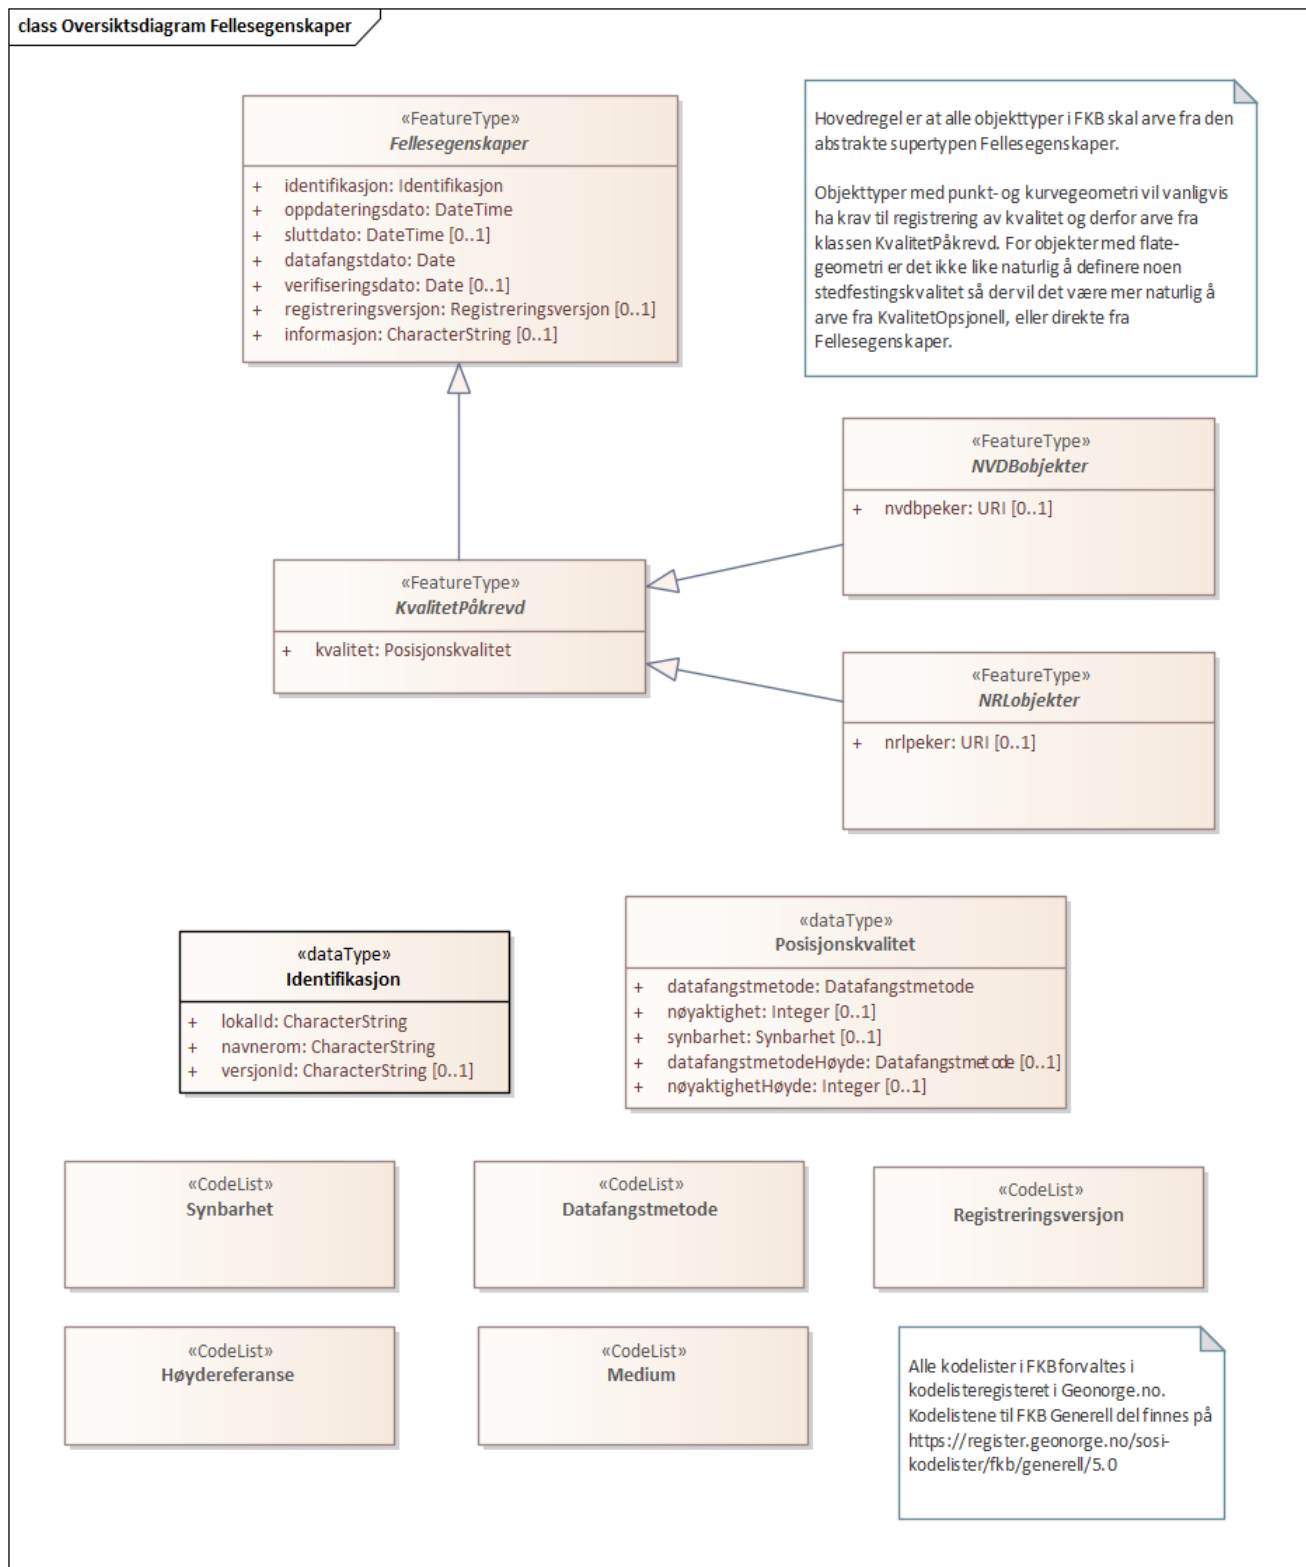 class Oversiktsdiagram Fellesegenskaper
«FeatureType»
Fellesegenskaper
+ identifikasjon: Identifikasjon
+ oppdateringsdato: DateTime
+ sluttdato: DateTime [0..1]
+ datafangstdato: Date
+ verifiseringsdato: Date [0..1]
+ registreringsversjon: Registreringsversjon [0..1]
+ informasjon: CharacterString [0..1]
Hovedregel er at alle objekttyper i FKB skal arve fra den
abstrakte supertypen Fellesegenskaper.
Objekttyper med punkt- og kurvegeometri vil vanligvis
ha krav til registrering av kvalitet og derfor arve fra
klassen KvalitetPåkrevd. For objekter med flate-
geometri er det ikke like naturlig å definere noen
stedfestingskvalitet så der vil det være mer naturlig å
arve fra KvalitetOpsjonell, eller direkte fra
Fellesegenskaper.
«FeatureType»
NVDBobjekter
+ nvdbpeker: URI [0..1]
«FeatureType»
KvalitetPåkrevd
+ kvalitet: Posisjonskvalitet
«FeatureType»
NRLobjekter
+ nrlpeker: URI [0..1]
«dataType»
Identifikasjon
+ lokalId: CharacterString
+ navnerom: CharacterString
+ versjonId: CharacterString [0..1]
«dataType»
Posisjonskvalitet
+ datafangstmetode: Datafangstmetode
+ nøyaktighet: Integer [0..1]
+ synbarhet: Synbarhet [0..1]
+ datafangstmetodeHøyde: Datafangstmetode [0..1]
+ nøyaktighetHøyde: Integer [0..1]
«CodeList»
Synbarhet
«CodeList»
Datafangstmetode
«CodeList»
Registreringsversjon
«CodeList»
Høydereferanse
«CodeList»
Medium
Alle kodelister i FKB forvaltes i
kodelisteregisteret i Geonorge.no.
Kodelistene til FKB Generell del finnes på
https://register.geonorge.no/sosi-
kodelister/fkb/generell/5.0